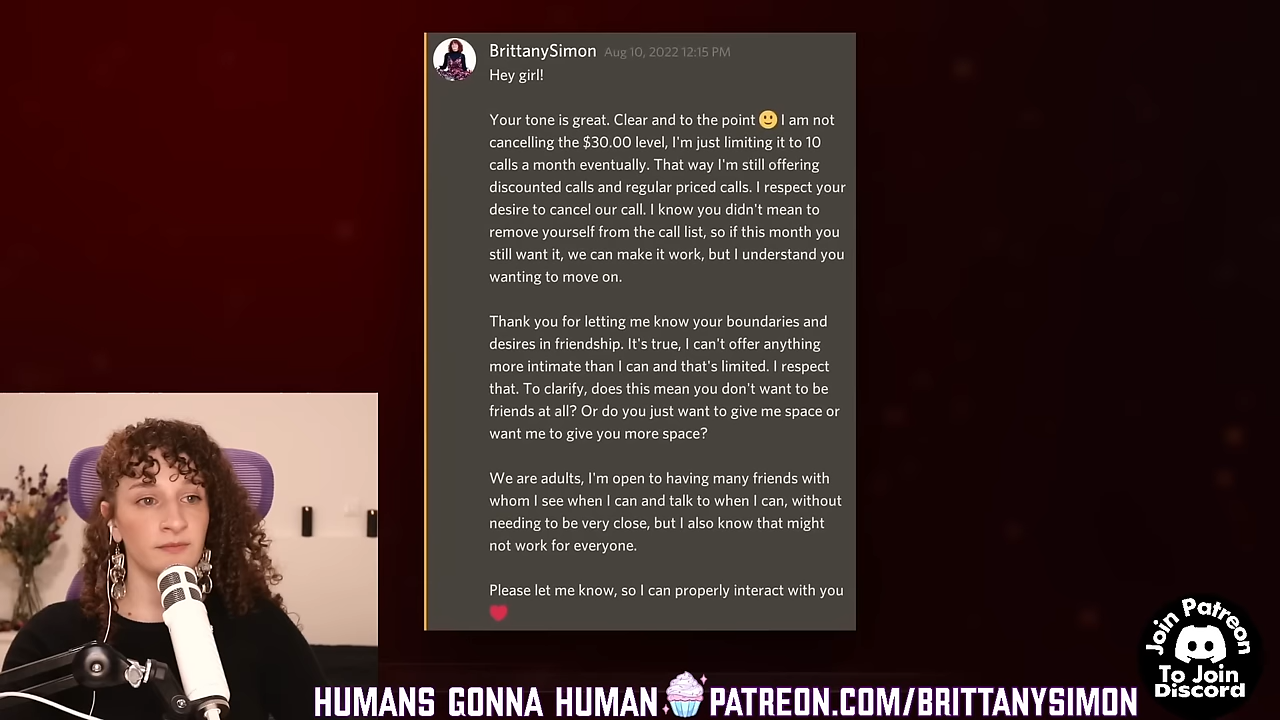 BrittanySimon Aug 10, 2022 12:15 PM
Hey girl!
Your tone is great. Clear and to the point 🙂 I am not
cancelling the $30.00 level, I'm just limiting it to 10
calls a month eventually. That way I'm still offering
discounted calls and regular priced calls. I respect your
desire to cancel our call. I know you didn't mean to
remove yourself from the call list, so if this month you
still want it, we can make it work, but I understand you
wanting to move on.
Thank you for letting me know your boundaries and
desires in friendship. It's true, I can't offer anything
more intimate than I can and that's limited. I respect
that. To clarify, does this mean you don't want to be
friends at all? Or do you just want to give me space or
want me to give you more space?
We are adults, I'm open to having many friends with
whom I see when I can and talk to when I can, without
needing to be very close, but I also know that might
not work for everyone.
Please let me know, so I can properly interact with you
❤️
Join Patreon
To Join
Discord
HUMANS GONNA HUMAN PATREON.COM/BRITTANYSIMON